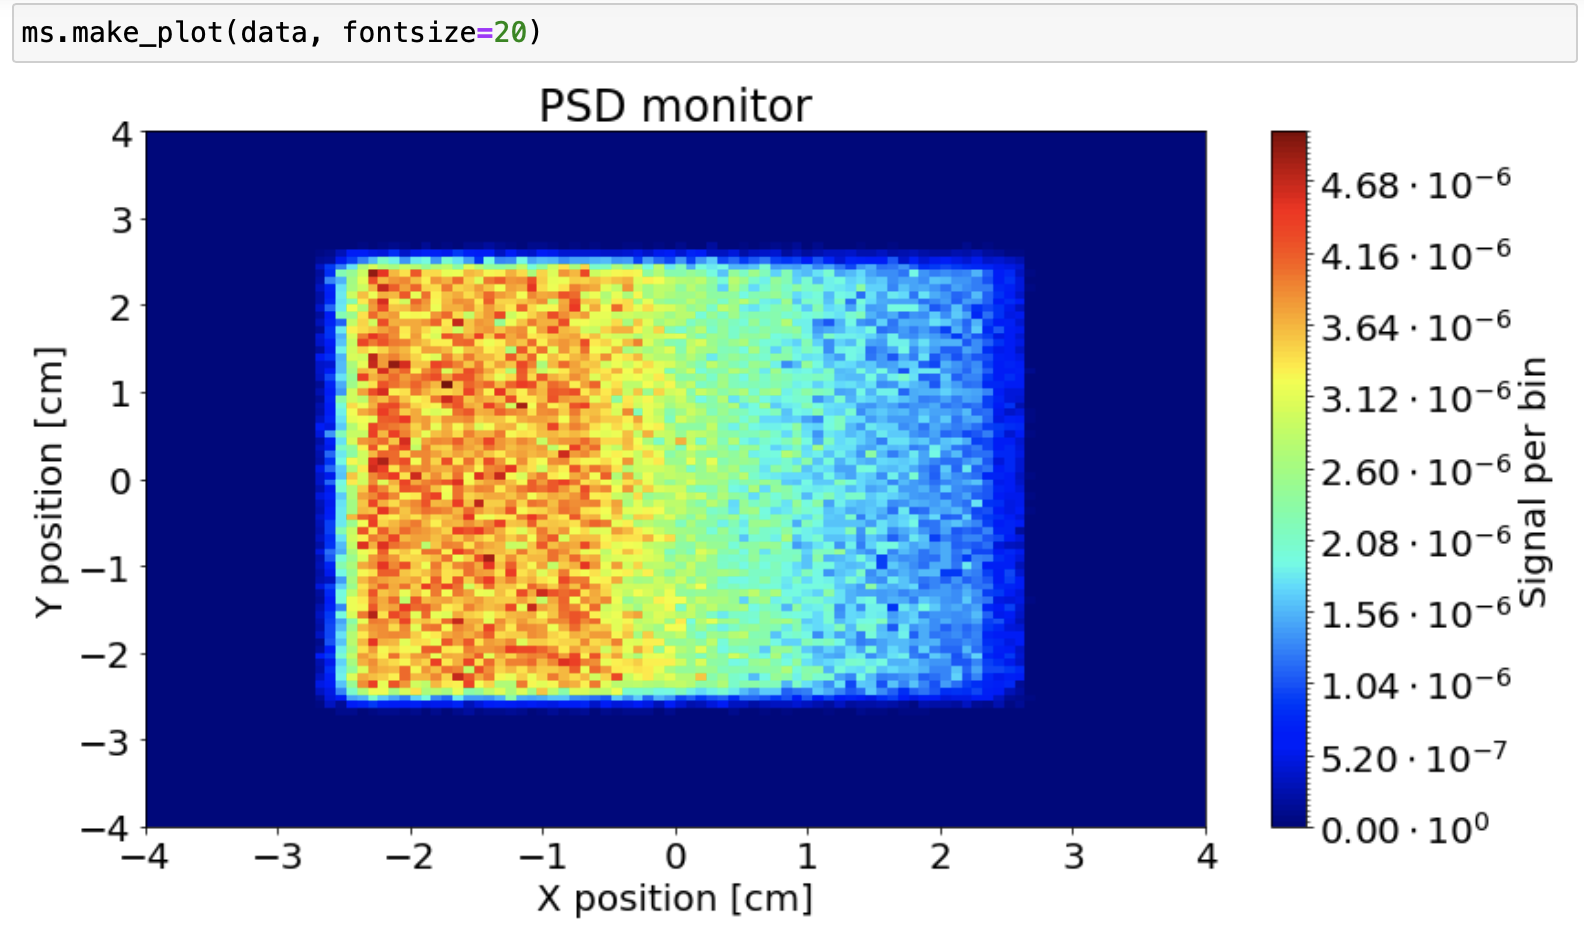 ms.make_plot(data, fontsize=20)
PSD monitor
4
3
2
1
0
−1
−2
−3
−4
Y position [cm]
−4 −3 −2 −1 0 1 2 3 4
X position [cm]
4.68 · 10⁻⁶
4.16 · 10⁻⁶
3.64 · 10⁻⁶
3.12 · 10⁻⁶
2.60 · 10⁻⁶
2.08 · 10⁻⁶
1.56 · 10⁻⁶
1.04 · 10⁻⁶
5.20 · 10⁻⁷
0.00 · 10⁰
Signal per bin